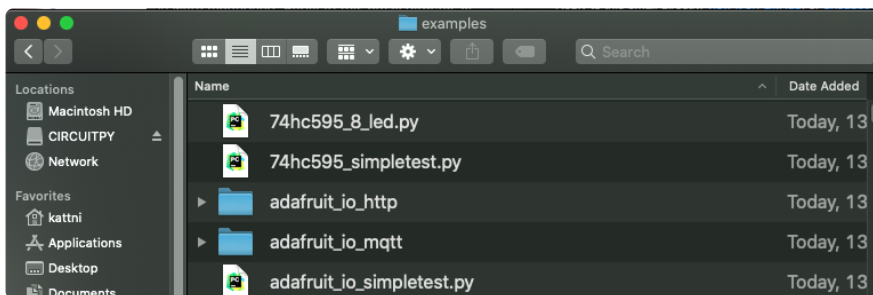 examples
Search
Locations
Macintosh HD
CIRCUITPY
Network
Favorites
kattni
Applications
Desktop
Documents
Name Date Added
74hc595_8_led.py Today, 13
74hc595_simpletest.py Today, 13
adafruit_io_http Today, 13
adafruit_io_mqtt Today, 13
adafruit_io_simpletest.py Today, 13